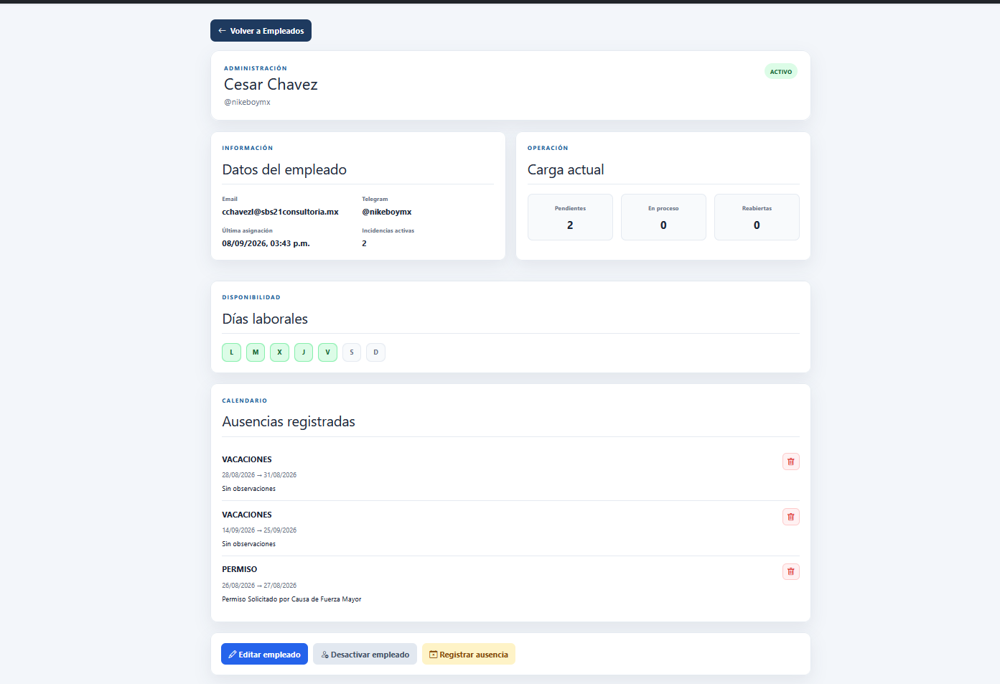 ← Volver a Empleados
ADMINISTRACIÓN
Cesar Chavez
@nikeboymx
ACTIVO
INFORMACIÓN
Datos del empleado
Email
cchavezl@sbs21consultoria.mx
Telegram
@nikeboymx
Última asignación
08/09/2026, 03:43 p.m.
Incidencias activas
2
OPERACIÓN
Carga actual
Pendientes
2
En proceso
0
Reabiertas
0
DISPONIBILIDAD
Días laborales
L M X J V S D
CALENDARIO
Ausencias registradas
VACACIONES
28/08/2026 → 31/08/2026
Sin observaciones
VACACIONES
14/09/2026 → 25/09/2026
Sin observaciones
PERMISO
26/08/2026 → 27/08/2026
Permiso Solicitado por Causa de Fuerza Mayor
Editar empleado Desactivar empleado Registrar ausencia